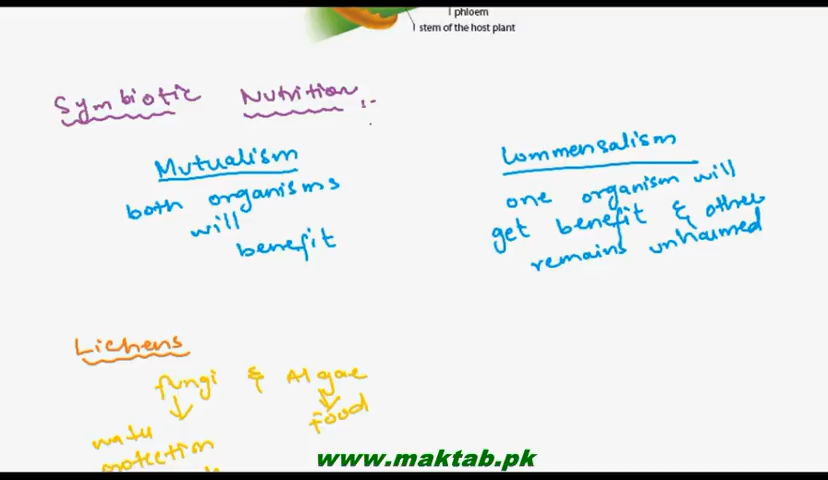 phloem
stem of the host plant
Symbiotic Nutrition :-
Mutualism
both organisms
will
benefit
Commensalism
one organism will
get benefit & other
remains unharmed
Lichens
fungi & Algae
food
water
protection
www.maktab.pk